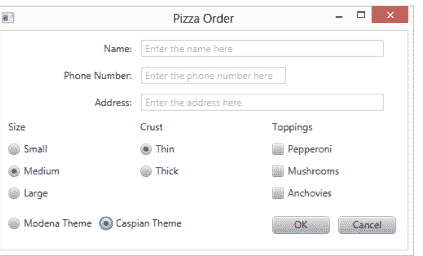 Pizza Order
Name: Enter the name here
Phone Number: Enter the phone number here
Address: Enter the address here
Size Crust Toppings
Small Thin Pepperoni
Medium Thick Mushrooms
Large Anchovies
Modena Theme Caspian Theme OK Cancel